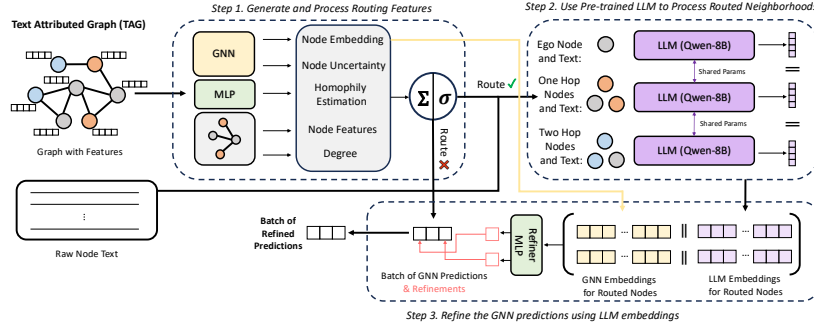 Step 1. Generate and Process Routing Features
Step 2. Use Pre-trained LLM to Process Routed Neighborhoods
Text Attributed Graph (TAG)
Graph with Features
GNN
MLP
Node Embedding
Node Uncertainty
Homophily
Estimation
Node Features
Degree
Σ σ
Route ✓
Route ✗
Ego Node
and Text:
LLM (Qwen-8B)
Shared Params
One Hop
Nodes
and Text:
LLM (Qwen-8B)
Shared Params
Two Hop
Nodes
and Text:
LLM (Qwen-8B)
=
=
⋮
Raw Node Text
Batch of
Refined
Predictions
Batch of GNN Predictions
& Refinements
Refiner
MLP
... || ...
... || ...
GNN Embeddings
for Routed Nodes
LLM Embeddings
for Routed Nodes
Step 3. Refine the GNN predictions using LLM embeddings